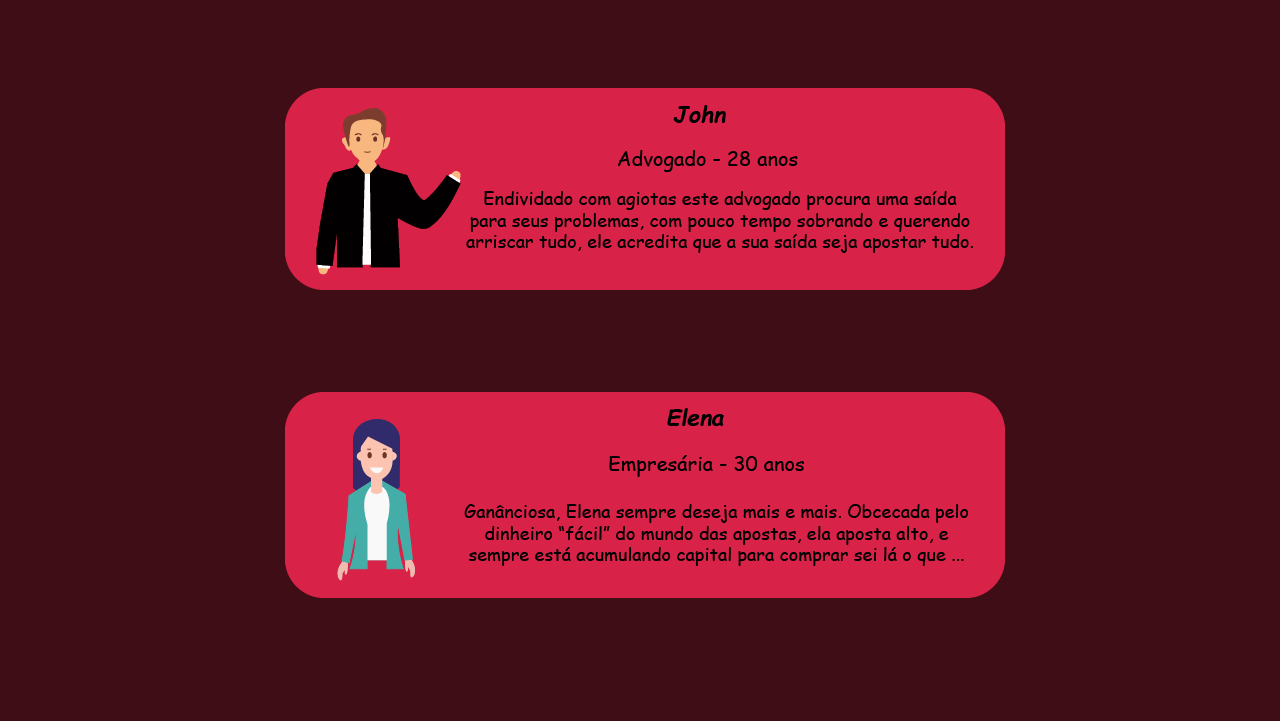 John
Advogado - 28 anos
Endividado com agiotas este advogado procura uma saída
para seus problemas, com pouco tempo sobrando e querendo
arriscar tudo, ele acredita que a sua saída seja apostar tudo.
Elena
Empresária - 30 anos
Ganânciosa, Elena sempre deseja mais e mais. Obcecada pelo
dinheiro “fácil” do mundo das apostas, ela aposta alto, e
sempre está acumulando capital para comprar sei lá o que ...